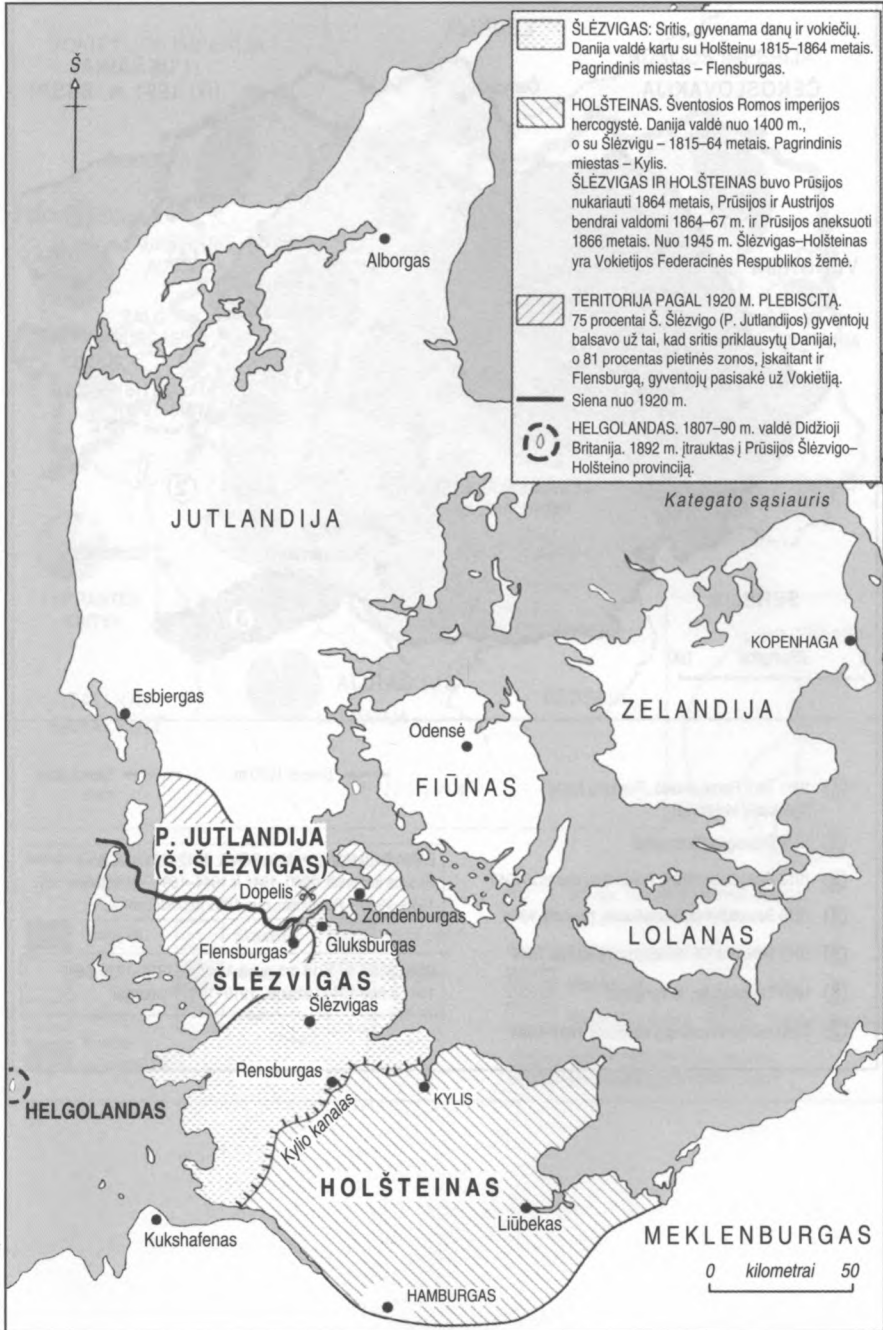 ŠLĖZVIGAS: Sritis, gyvenama danų ir vokiečių.
Danija valdė kartu su Holšteinu 1815–1864 metais.
Pagrindinis miestas – Flensburgas.
HOLŠTEINAS. Šventosios Romos imperijos
hercogystė. Danija valdė nuo 1400 m.,
o su Šlėzvigu – 1815–64 metais. Pagrindinis
miestas – Kylis.
ŠLĖZVIGAS IR HOLŠTEINAS buvo Prūsijos
nukariauti 1864 metais, Prūsijos ir Austrijos
bendrai valdomi 1864–67 m. ir Prūsijos aneksuoti
1866 metais. Nuo 1945 m. Šlėzvigas–Holšteinas
yra Vokietijos Federacinės Respublikos žemė.
TERITORIJA PAGAL 1920 M. PLEBISCITĄ.
75 procentai Š. Šlėzvigo (P. Jutlandijos) gyventojų
balsavo už tai, kad sritis priklausytų Danijai,
o 81 procentas pietinės zonos, įskaitant ir
Flensburgą, gyventojų pasisakė už Vokietiją.
Siena nuo 1920 m.
HELGOLANDAS. 1807–90 m. valdė Didžioji
Britanija. 1892 m. įtrauktas į Prūsijos Šlėzvigo–
Holšteino provinciją.
Š
Alborgas
Kategato sąsiauris
JUTLANDIJA
KOPENHAGA
Esbjergas
ZELANDIJA
Odensė
FIŪNAS
P. JUTLANDIJA
(Š. ŠLĖZVIGAS)
Dopelis
Zondenburgas
LOLANAS
Flensburgas
Gluksburgas
ŠLĖZVIGAS
Šlėzvigas
Rensburgas
KYLIS
HELGOLANDAS
Kylio kanalas
HOLŠTEINAS
Liūbekas
Kukshafenas
MEKLENBURGAS
0 kilometrai 50
HAMBURGAS